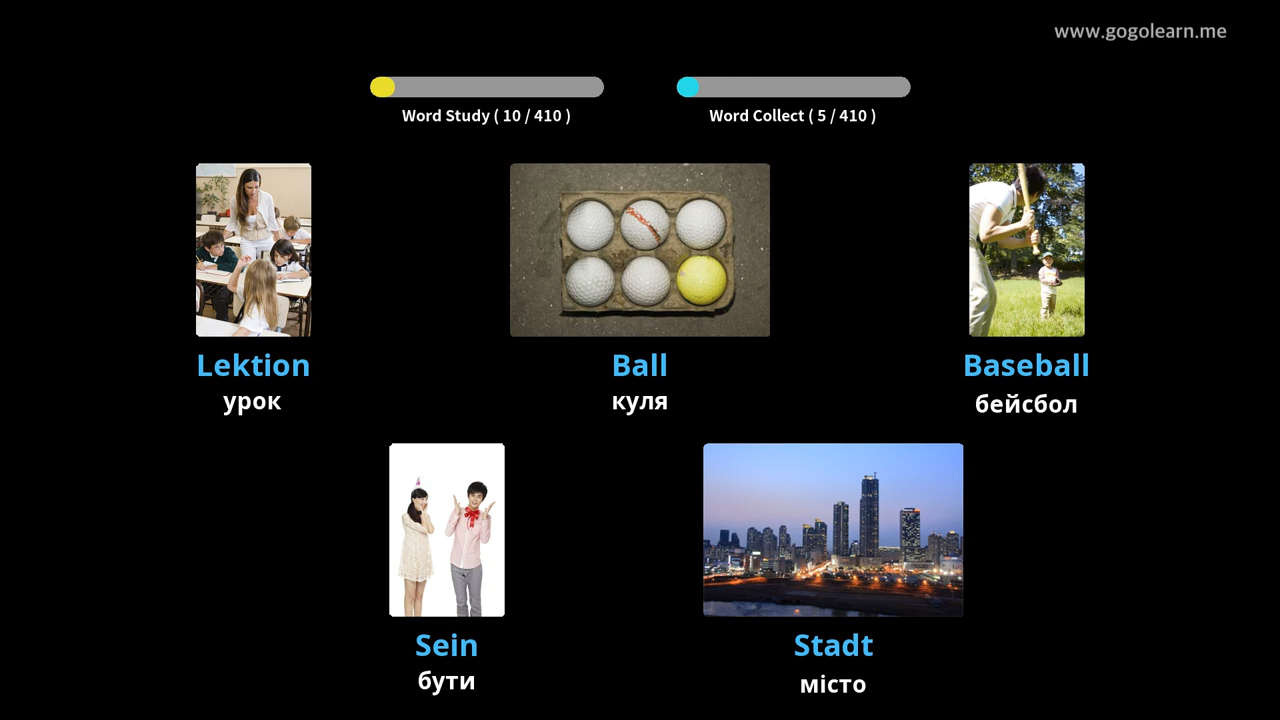 www.gogolearn.me
Word Study ( 10 / 410 )
Word Collect ( 5 / 410 )
Lektion
урок
Ball
куля
Baseball
бейсбол
Sein
бути
Stadt
місто